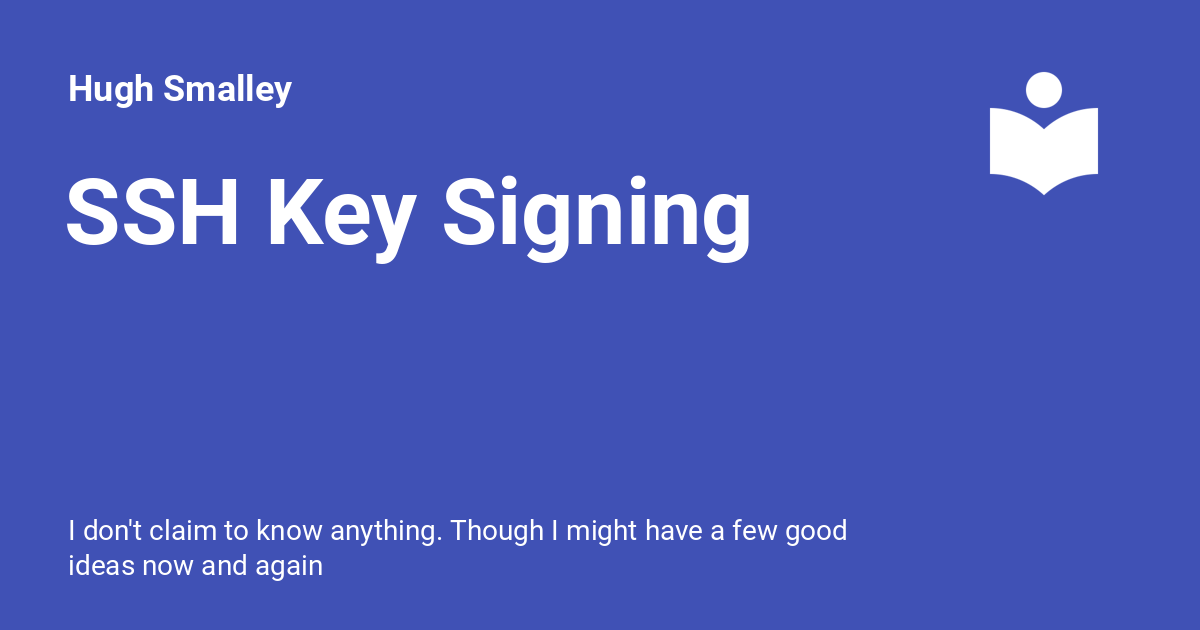 Hugh Smalley
SSH Key Signing
I don't claim to know anything. Though I might have a few good
ideas now and again